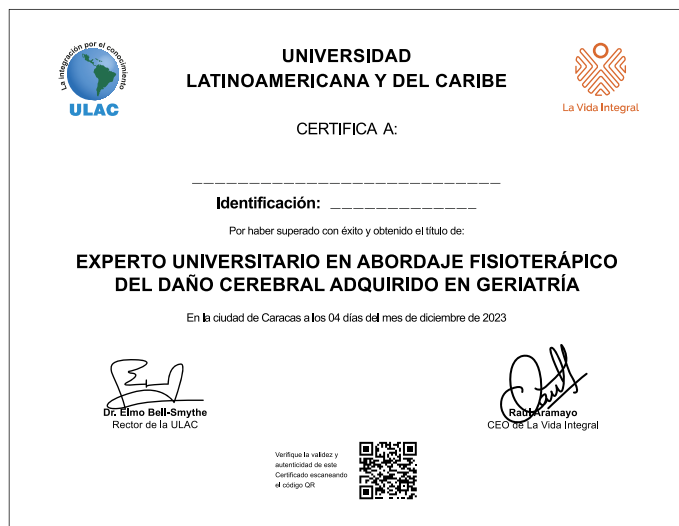 La integración por el conocimiento
ULAC
UNIVERSIDAD
LATINOAMERICANA Y DEL CARIBE
La Vida Integral
CERTIFICA A:
Identificación:
Por haber superado con éxito y obtenido el título de:
EXPERTO UNIVERSITARIO EN ABORDAJE FISIOTERÁPICO
DEL DAÑO CEREBRAL ADQUIRIDO EN GERIATRÍA
En la ciudad de Caracas a los 04 días del mes de diciembre de 2023
Dr. Elmo Bell-Smythe
Rector de la ULAC
Raúl Aramayo
CEO de La Vida Integral
Verifique la validez y
autenticidad de este
Certificado escaneando
el código QR